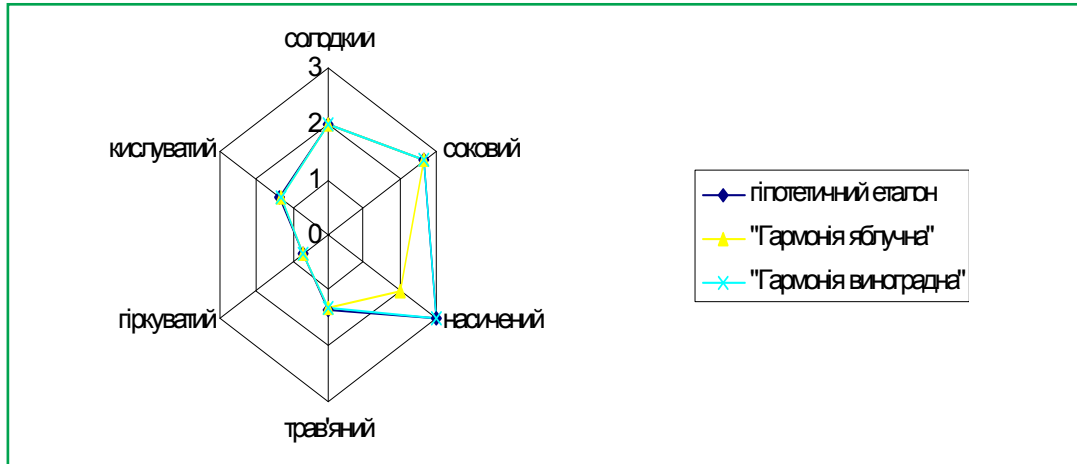 солодкий
3
2
1
0
кислуватий
соковий
гіркуватий
насичений
трав'яний
гіпотетичний еталон
"Гармонія яблучна"
"Гармонія виноградна"